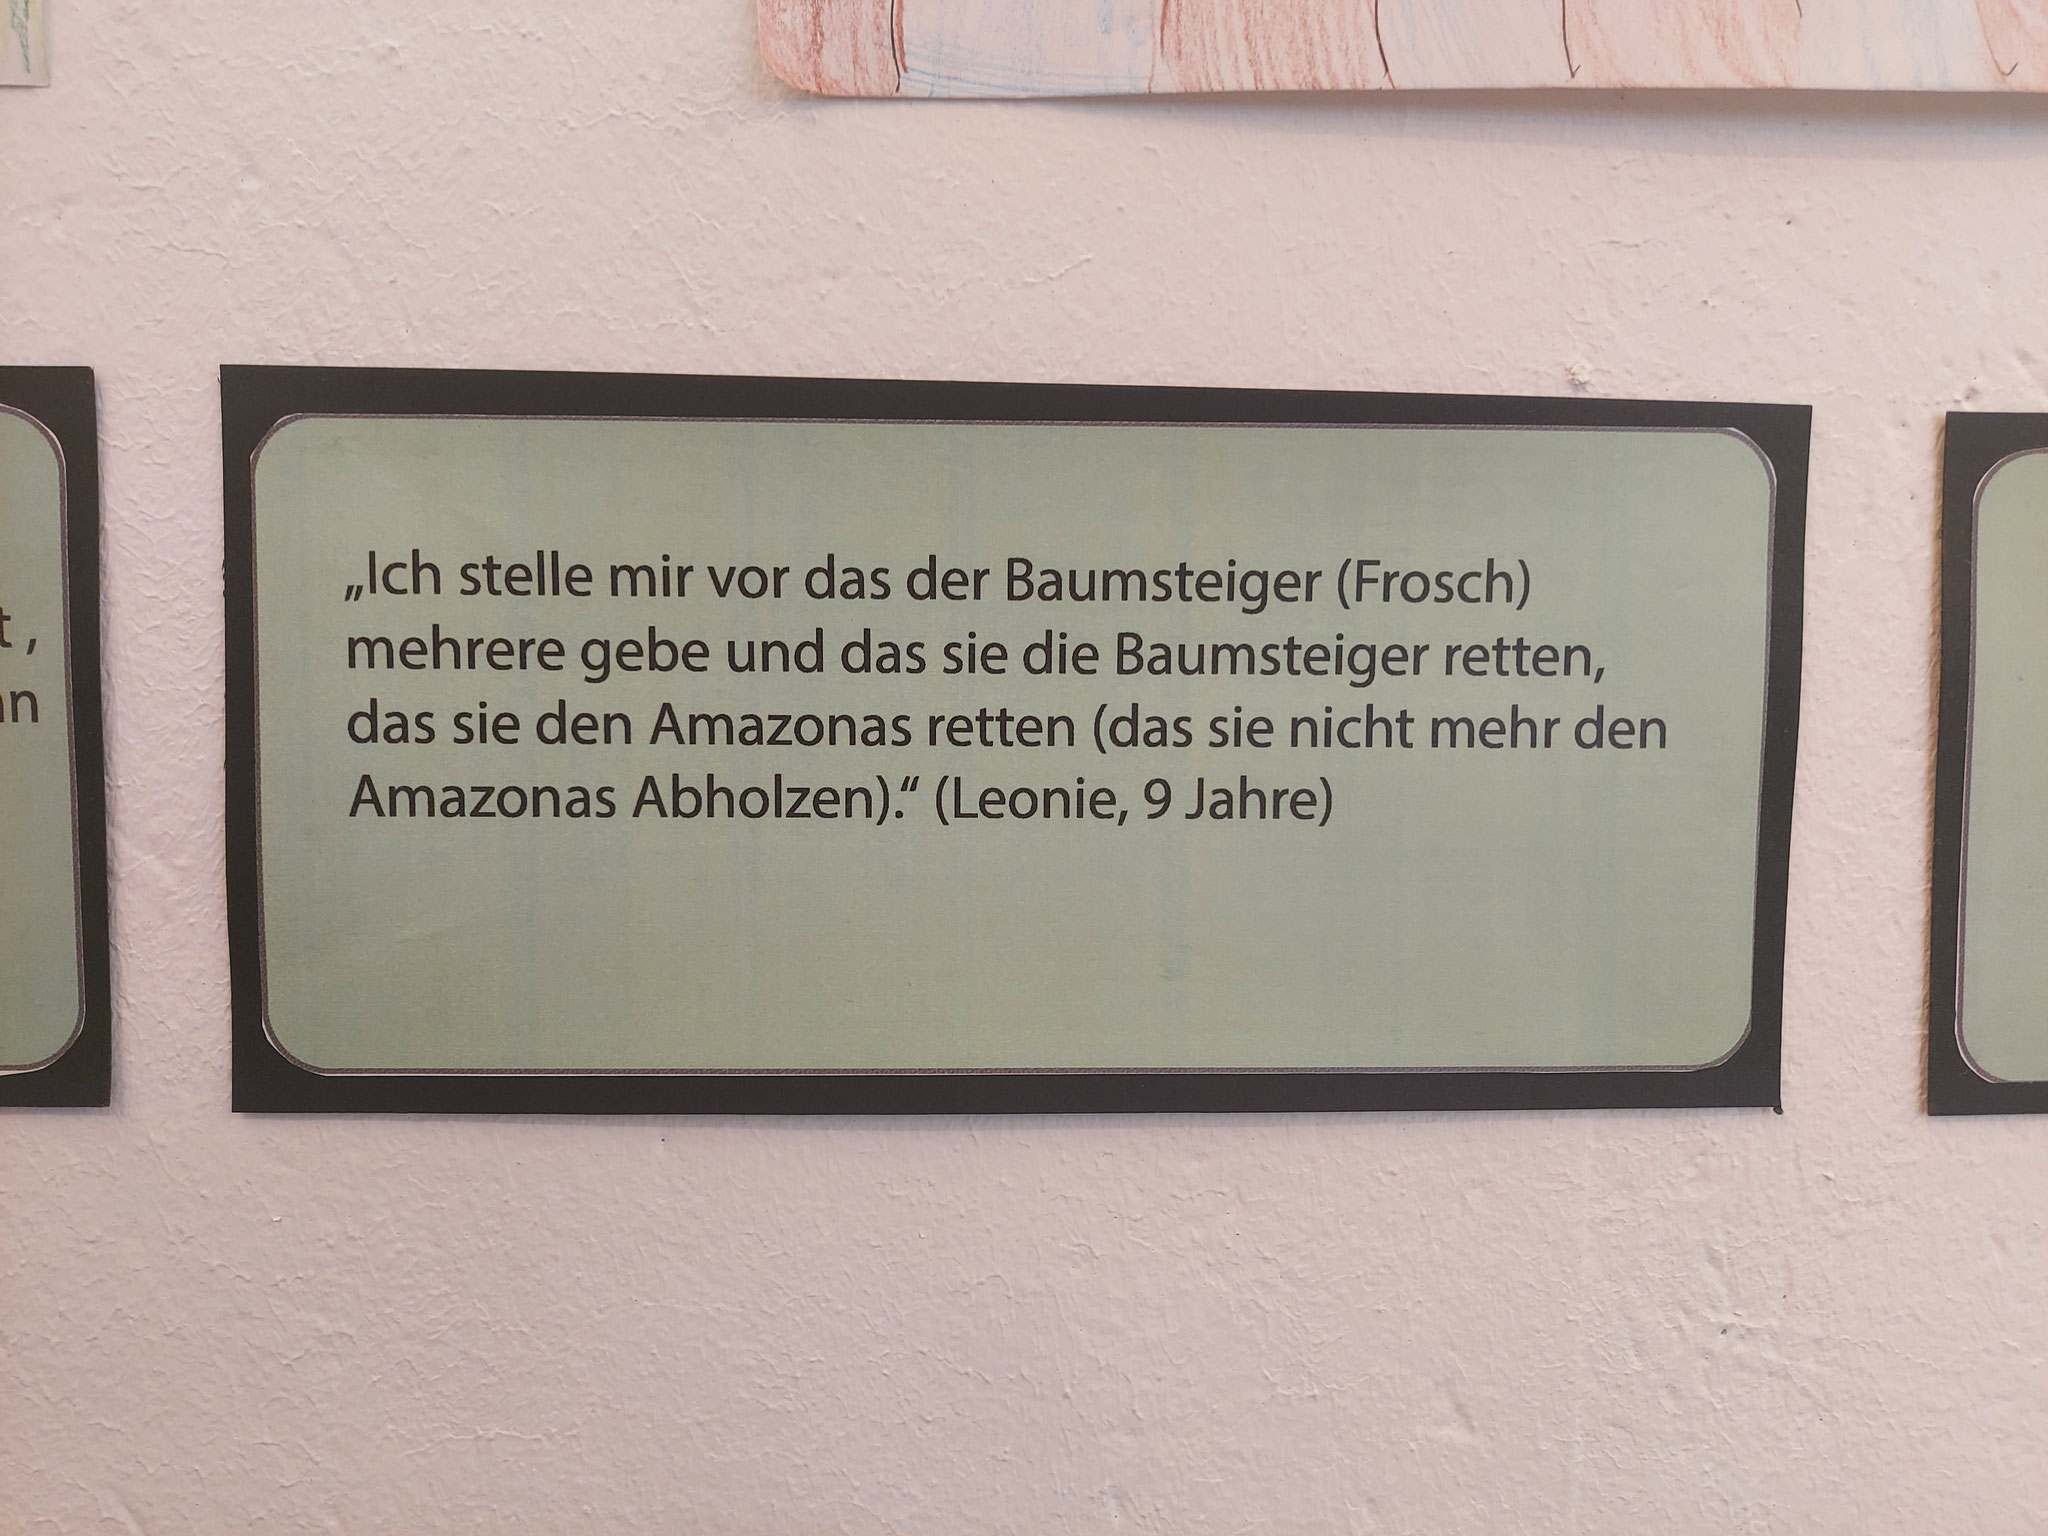 „Ich stelle mir vor das der Baumsteiger (Frosch)
mehrere gebe und das sie die Baumsteiger retten,
das sie den Amazonas retten (das sie nicht mehr den
Amazonas Abholzen).“ (Leonie, 9 Jahre)